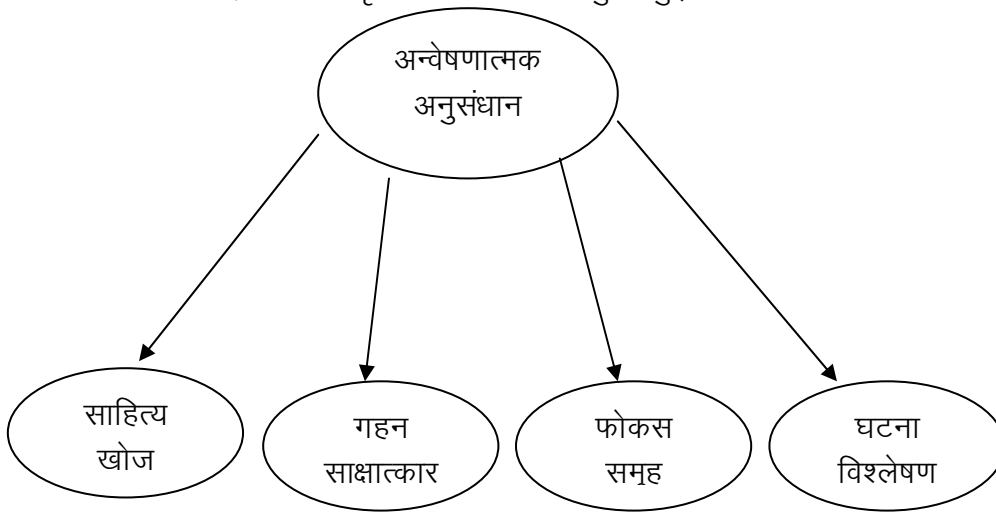 अन्वेषणात्मक
अनुसंधान
साहित्य
खोज
गहन
साक्षात्कार
फोकस
समूह
घटना
विश्लेषण